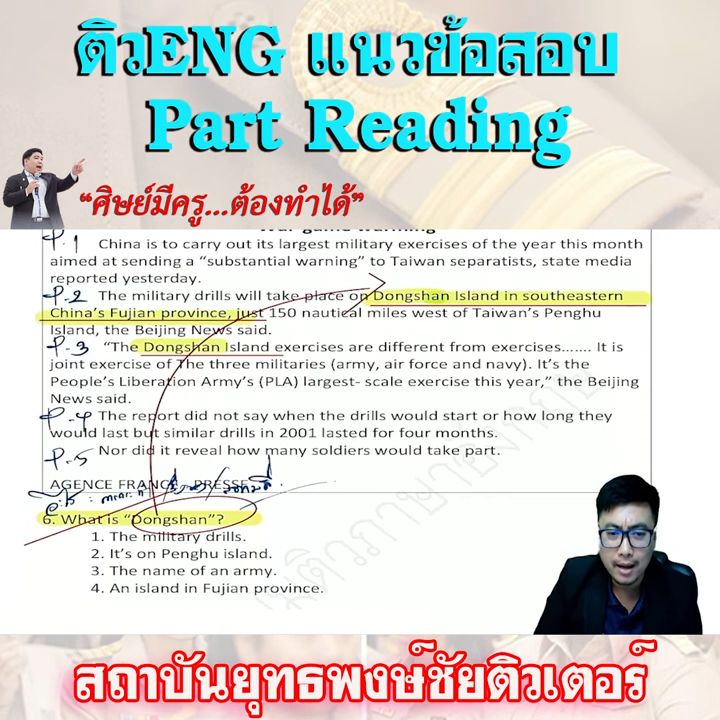 ติวENG แนวข้อสอบ
Part Reading
“ศิษย์มีครู...ต้องทำได้”
P.1 China is to carry out its largest military exercises of the year this month
aimed at sending a “substantial warning” to Taiwan separatists, state media
reported yesterday.
P.2 The military drills will take place on Dongshan Island in southeastern
China’s Fujian province, just 150 nautical miles west of Taiwan’s Penghu
Island, the Beijing News said.
P.3 “The Dongshan Island exercises are different from exercises....... It is
joint exercise of The three militaries (army, air force and navy). It’s the
People’s Liberation Army’s (PLA) largest- scale exercise this year,” the Beijing
News said.
P.4 The report did not say when the drills would start or how long they
would last but similar drills in 2001 lasted for four months.
P.5 Nor did it reveal how many soldiers would take part.
AGENCE FRANCE PRESSE
6. What is “Dongshan”?
1. The military drills.
2. It’s on Penghu island.
3. The name of an army.
4. An island in Fujian province.
สถาบันยุทธพงษ์ชัยติวเตอร์